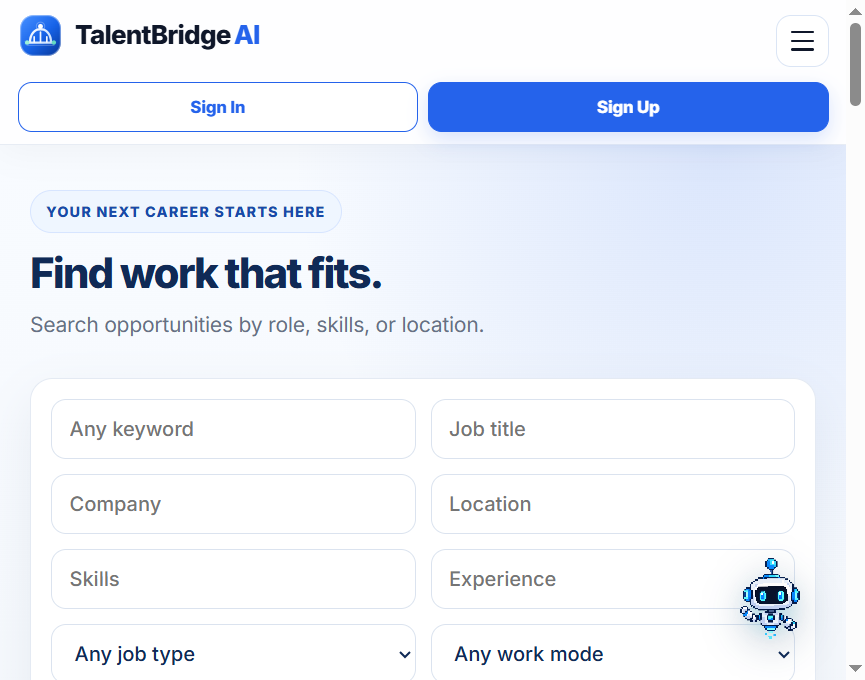 TalentBridge AI
Sign In
Sign Up
YOUR NEXT CAREER STARTS HERE
Find work that fits.
Search opportunities by role, skills, or location.
Any keyword
Job title
Company
Location
Skills
Experience
Any job type
Any work mode